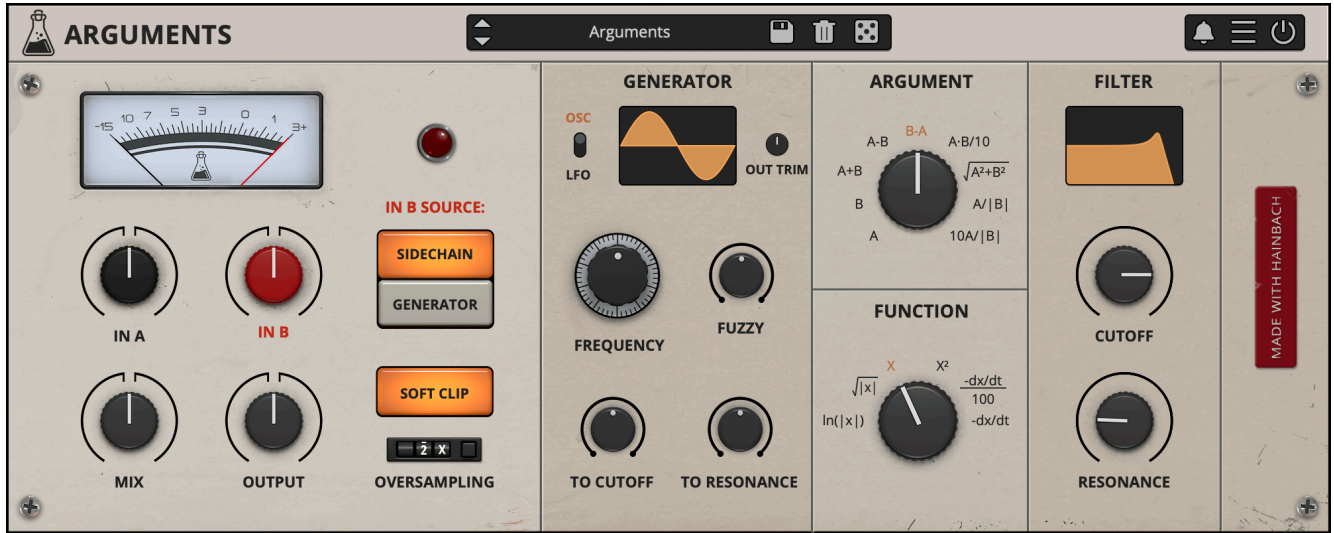 ARGUMENTS
Arguments
-15 10 7 5 3 0 1 3+
IN A
IN B
MIX
OUTPUT
IN B SOURCE:
SIDECHAIN
GENERATOR
SOFT CLIP
2 X
OVERSAMPLING
GENERATOR
OSC
LFO
OUT TRIM
FREQUENCY
FUZZY
TO CUTOFF
TO RESONANCE
ARGUMENT
B-A
A-B
A·B/10
A+B
√A²+B²
B
A/|B|
A
10A/|B|
FUNCTION
X
X²
√|x|
-dx/dt
100
ln(|x|)
-dx/dt
FILTER
CUTOFF
RESONANCE
MADE WITH HAINBACH